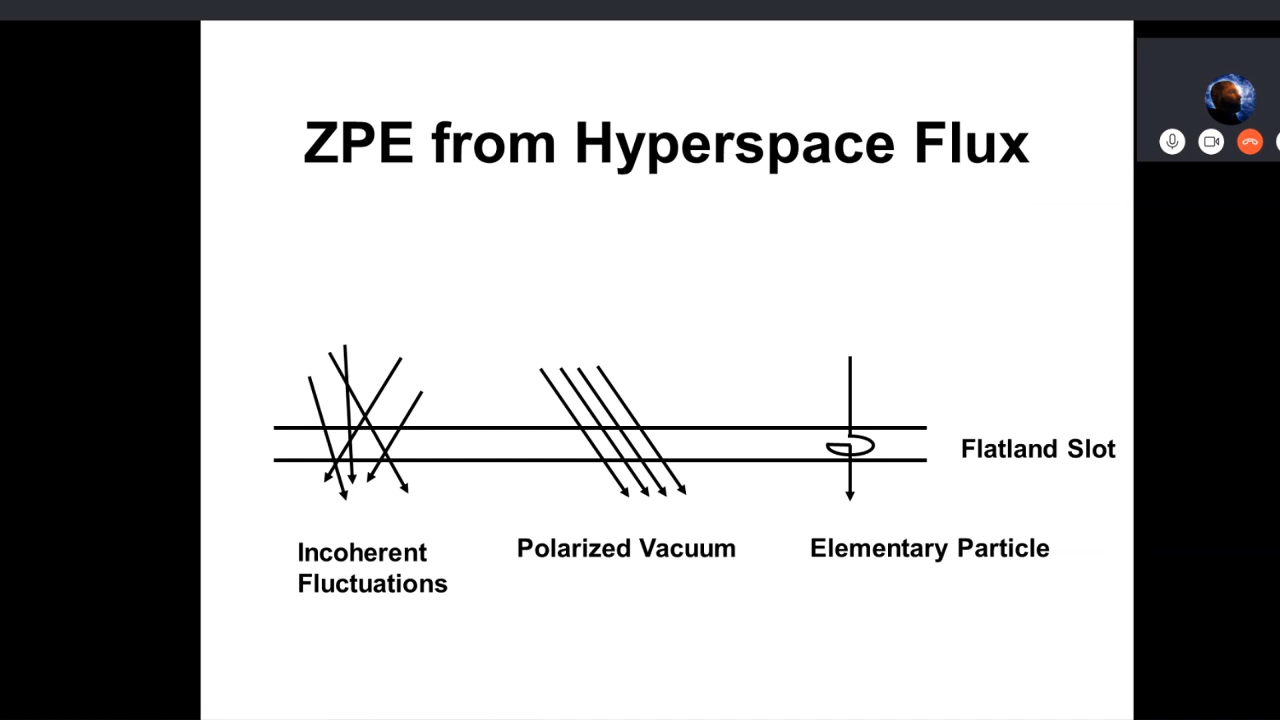 ZPE from Hyperspace Flux
Flatland Slot
Incoherent
Fluctuations
Polarized Vacuum
Elementary Particle